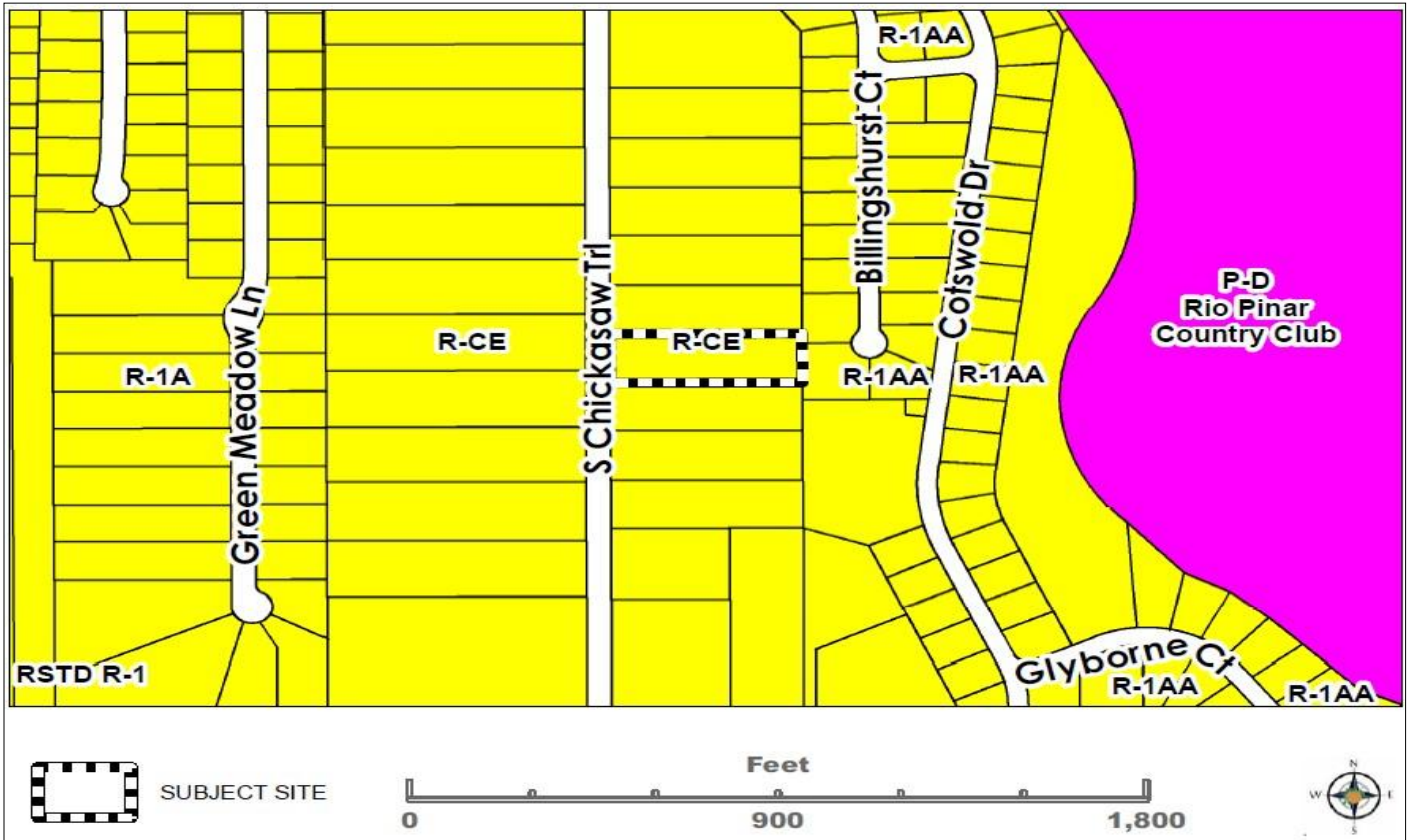 R-1AA
Billingshurst Ct
Cotswold Dr
P-D
Rio Pinar
Country Club
S Chickasaw Trl
Green Meadow Ln
R-CE
R-CE
R-1A
R-1AA
R-1AA
RSTD R-1
Glyborne Ct
R-1AA
R-1AA
SUBJECT SITE
Feet
0
900
1,800
N
W
E
S